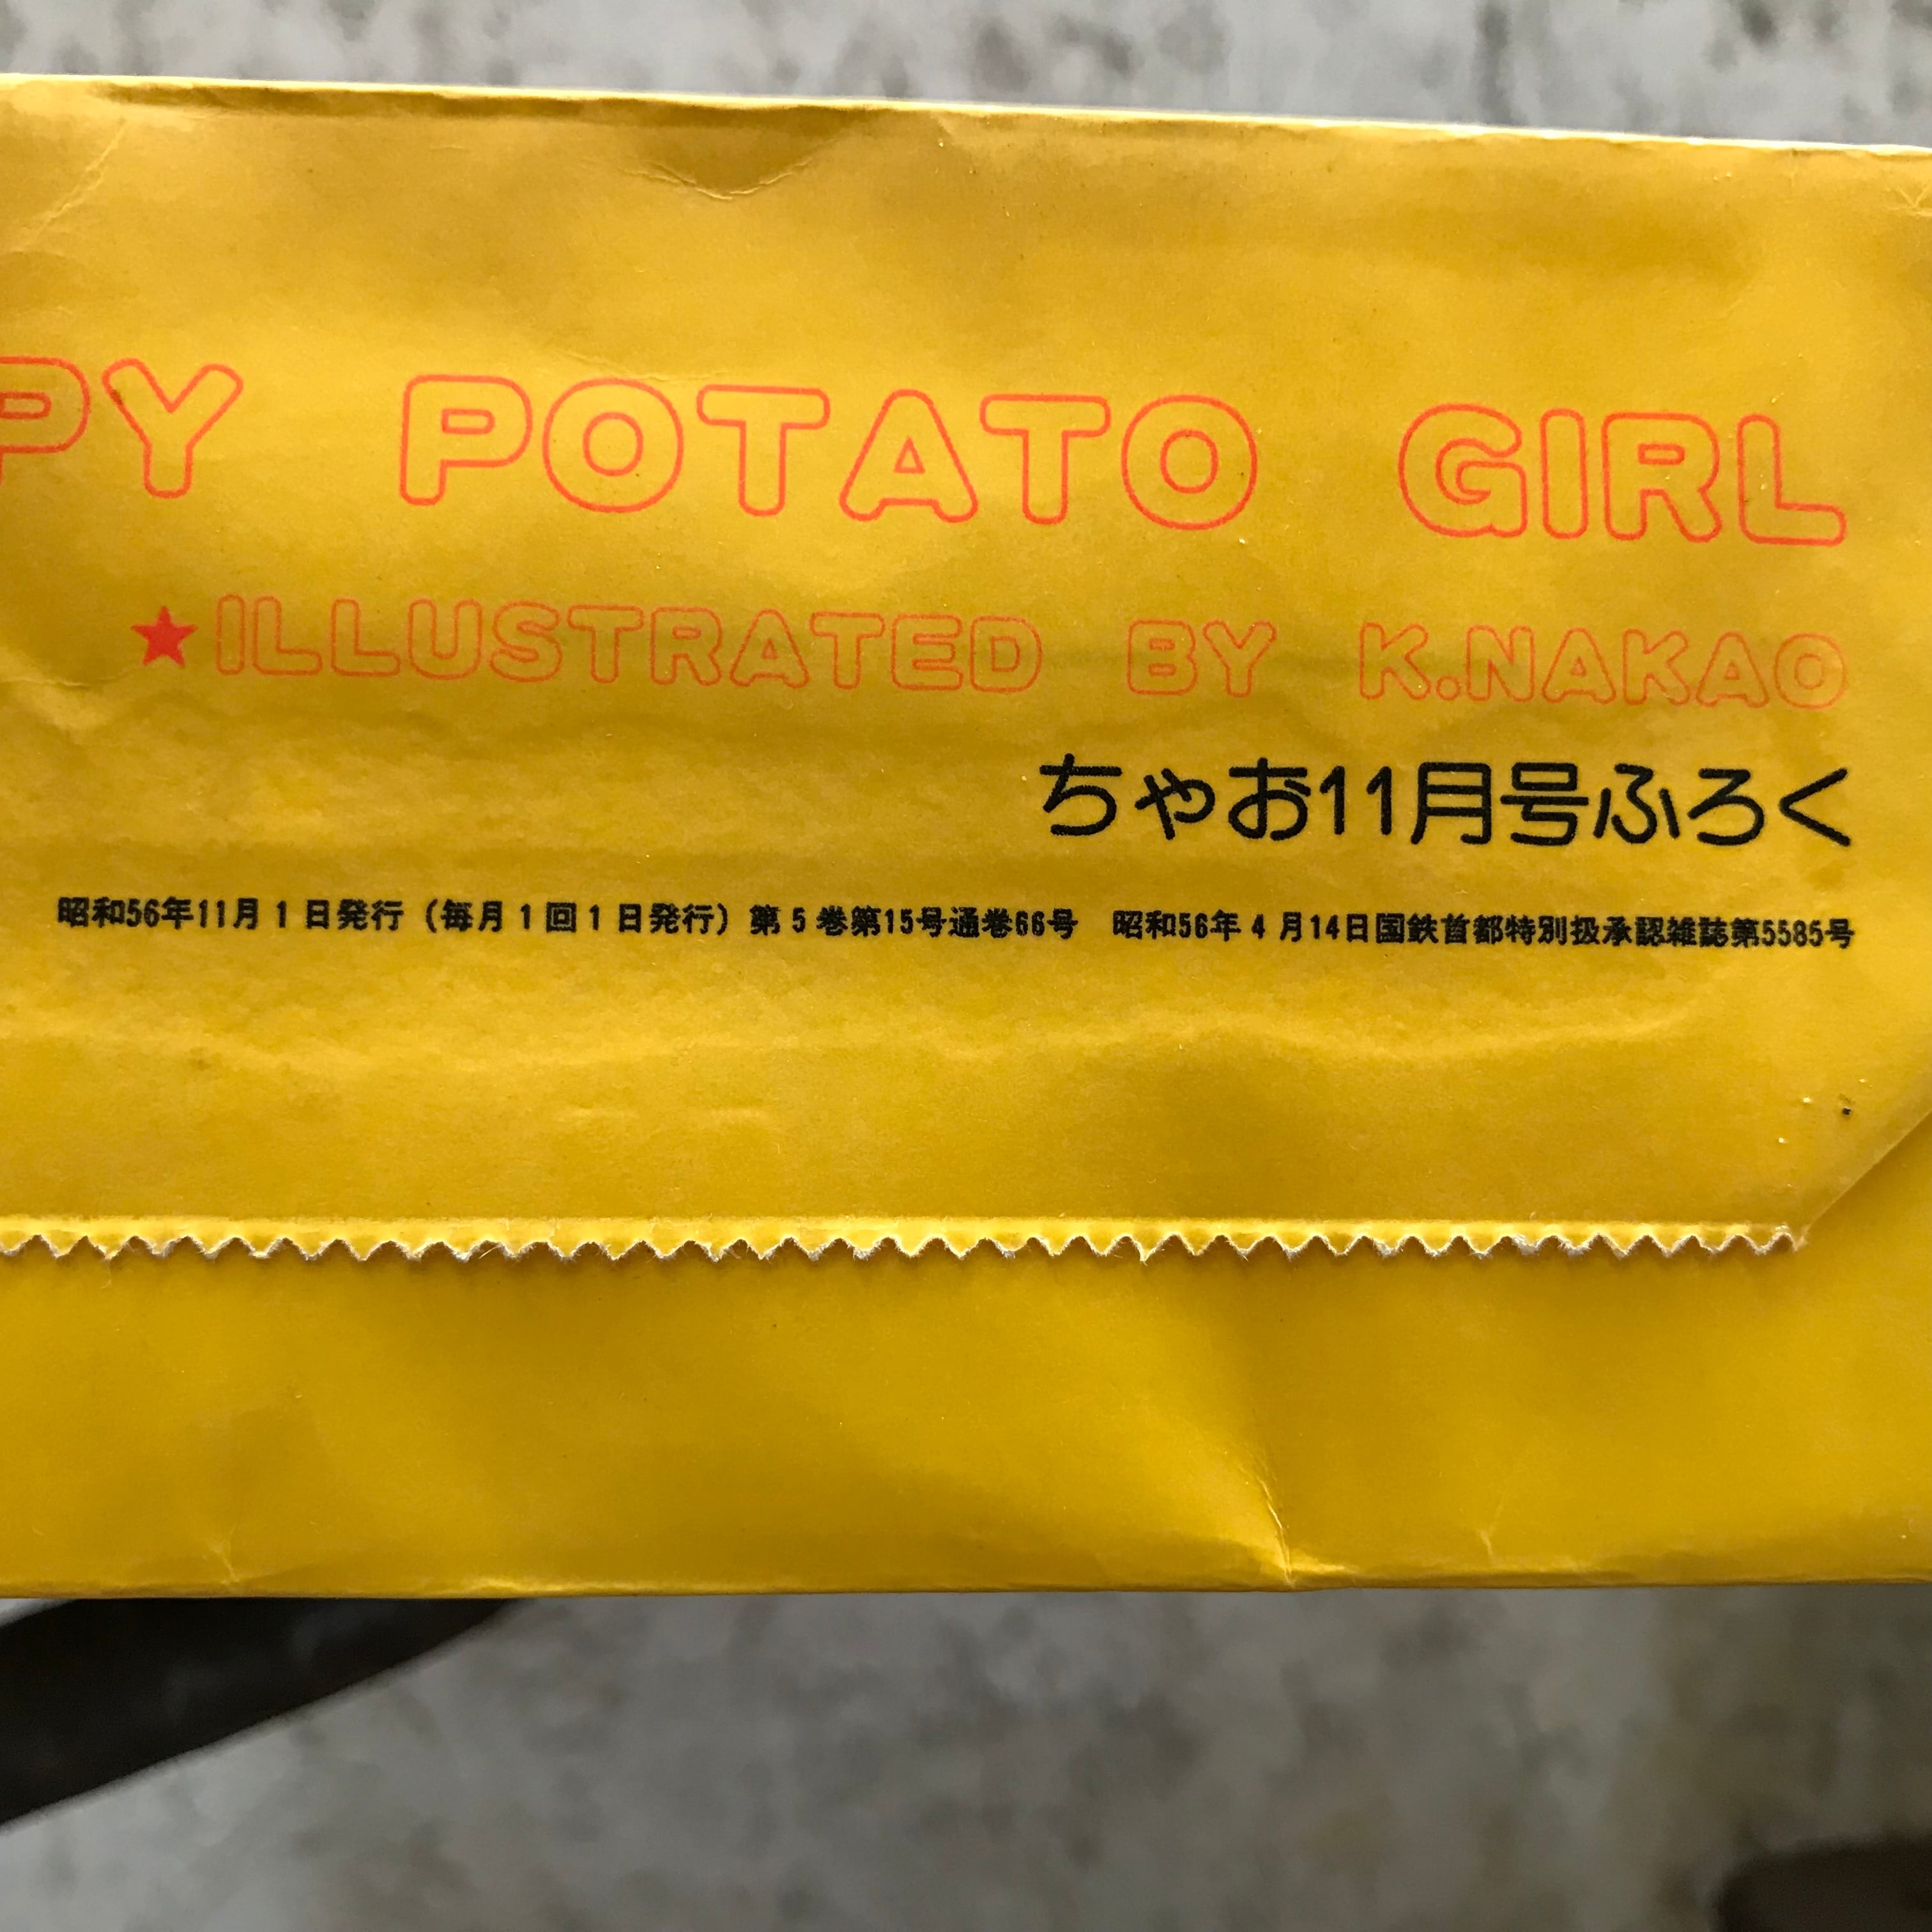 PY POTATO GIRL
★ILLUSTRATED BY K.NAKAO
ちゃお11月号ふろく
昭和56年11月1日発行（毎月1回1日発行）第5巻第15号通巻66号　昭和56年4月14日国鉄首都特別扱承認雑誌第5585号